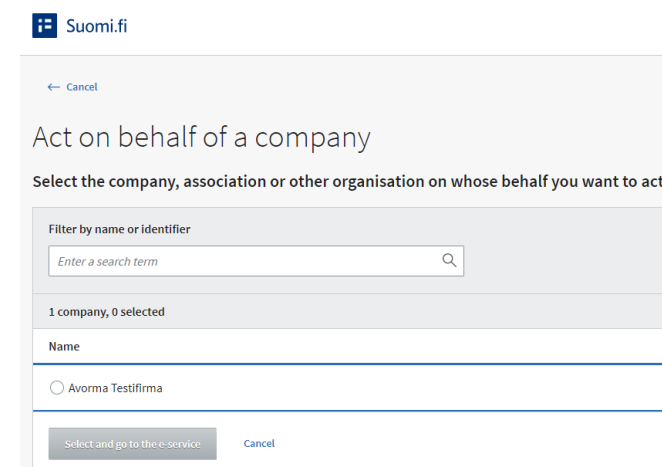 Suomi.fi
← Cancel
Act on behalf of a company
Select the company, association or other organisation on whose behalf you want to act
Filter by name or identifier
Enter a search term
1 company, 0 selected
Name
Avorma Testifirma
Select and go to the e-service Cancel